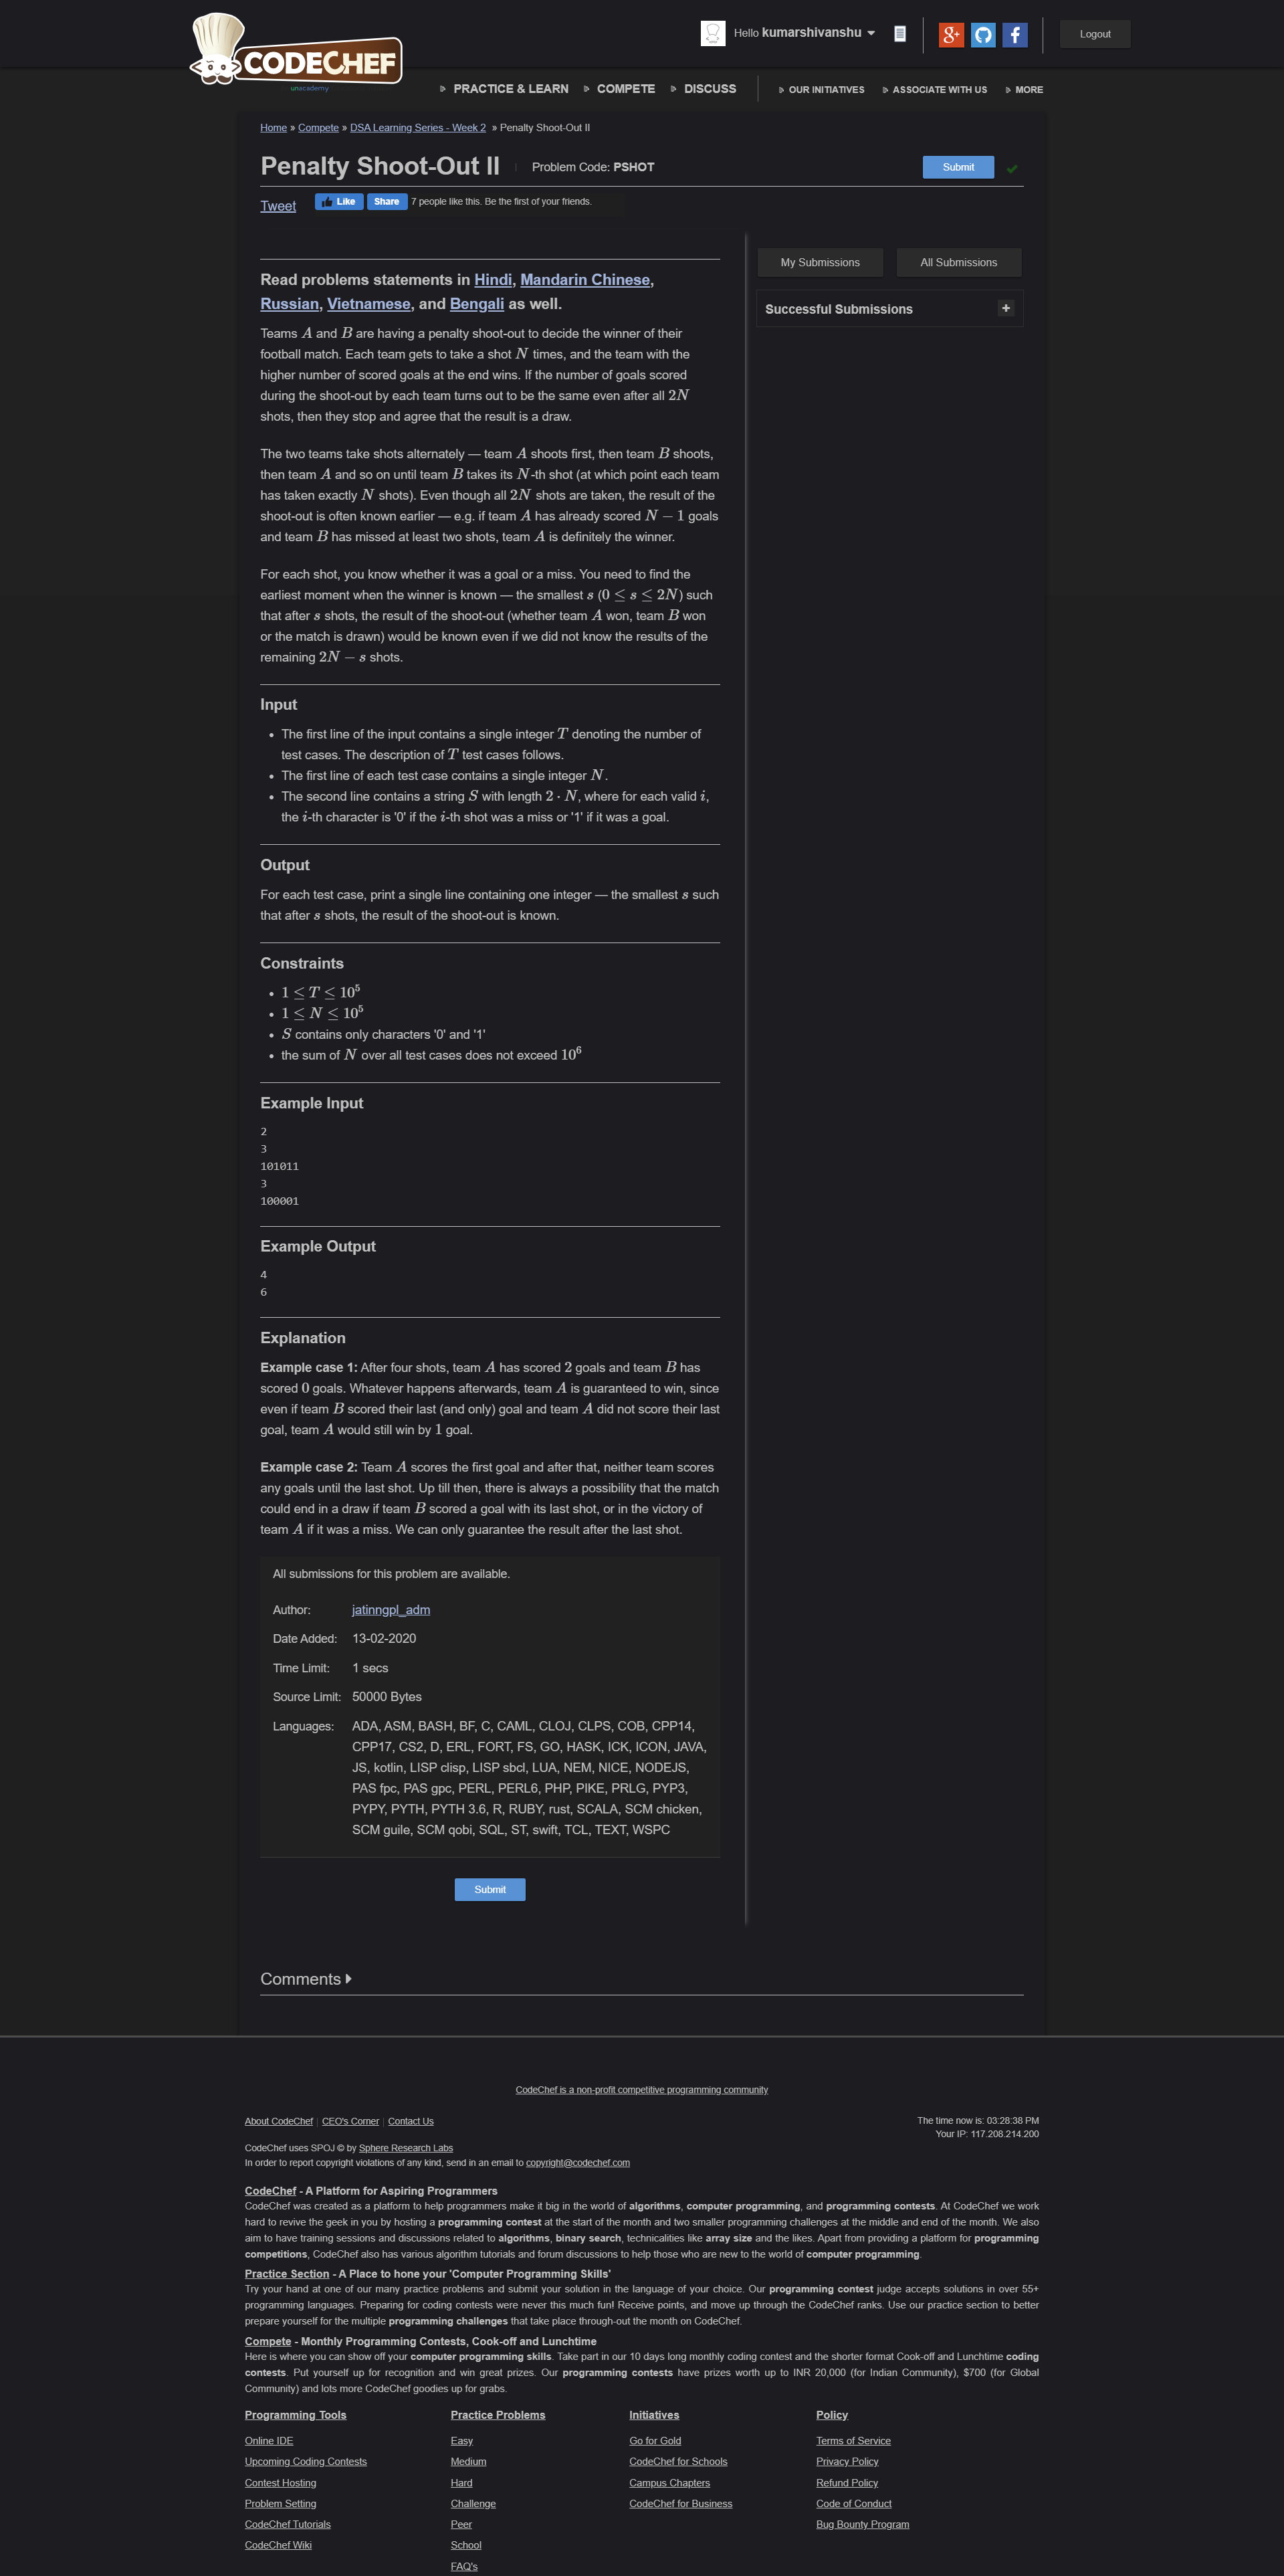 Hello kumarshivanshu
Logout
CODECHEF
unacademy
PRACTICE & LEARN COMPETE DISCUSS OUR INITIATIVES ASSOCIATE WITH US MORE
Home » Compete » DSA Learning Series - Week 2 » Penalty Shoot-Out II
Penalty Shoot-Out II Problem Code: PSHOT Submit
Tweet Like Share 7 people like this. Be the first of your friends.
My Submissions All Submissions
Successful Submissions +
Read problems statements in Hindi, Mandarin Chinese,
Russian, Vietnamese, and Bengali as well.
Teams A and B are having a penalty shoot-out to decide the winner of their
football match. Each team gets to take a shot N times, and the team with the
higher number of scored goals at the end wins. If the number of goals scored
during the shoot-out by each team turns out to be the same even after all 2N
shots, then they stop and agree that the result is a draw.
The two teams take shots alternately — team A shoots first, then team B shoots,
then team A and so on until team B takes its N-th shot (at which point each team
has taken exactly N shots). Even though all 2N shots are taken, the result of the
shoot-out is often known earlier — e.g. if team A has already scored N − 1 goals
and team B has missed at least two shots, team A is definitely the winner.
For each shot, you know whether it was a goal or a miss. You need to find the
earliest moment when the winner is known — the smallest s (0 ≤ s ≤ 2N) such
that after s shots, the result of the shoot-out (whether team A won, team B won
or the match is drawn) would be known even if we did not know the results of the
remaining 2N − s shots.
Input
• The first line of the input contains a single integer T denoting the number of
test cases. The description of T test cases follows.
• The first line of each test case contains a single integer N.
• The second line contains a string S with length 2 · N, where for each valid i,
the i-th character is '0' if the i-th shot was a miss or '1' if it was a goal.
Output
For each test case, print a single line containing one integer — the smallest s such
that after s shots, the result of the shoot-out is known.
Constraints
• 1 ≤ T ≤ 10⁵
• 1 ≤ N ≤ 10⁵
• S contains only characters '0' and '1'
• the sum of N over all test cases does not exceed 10⁶
Example Input
2
3
101011
3
100001
Example Output
4
6
Explanation
Example case 1: After four shots, team A has scored 2 goals and team B has
scored 0 goals. Whatever happens afterwards, team A is guaranteed to win, since
even if team B scored their last (and only) goal and team A did not score their last
goal, team A would still win by 1 goal.
Example case 2: Team A scores the first goal and after that, neither team scores
any goals until the last shot. Up till then, there is always a possibility that the match
could end in a draw if team B scored a goal with its last shot, or in the victory of
team A if it was a miss. We can only guarantee the result after the last shot.
All submissions for this problem are available.
Author: jatinngpl_adm
Date Added: 13-02-2020
Time Limit: 1 secs
Source Limit: 50000 Bytes
Languages: ADA, ASM, BASH, BF, C, CAML, CLOJ, CLPS, COB, CPP14,
CPP17, CS2, D, ERL, FORT, FS, GO, HASK, ICK, ICON, JAVA,
JS, kotlin, LISP clisp, LISP sbcl, LUA, NEM, NICE, NODEJS,
PAS fpc, PAS gpc, PERL, PERL6, PHP, PIKE, PRLG, PYP3,
PYPY, PYTH, PYTH 3.6, R, RUBY, rust, SCALA, SCM chicken,
SCM guile, SCM qobi, SQL, ST, swift, TCL, TEXT, WSPC
Submit
Comments
CodeChef is a non-profit competitive programming community
About CodeChef | CEO's Corner | Contact Us
The time now is: 03:28:38 PM
Your IP: 117.208.214.200
CodeChef uses SPOJ © by Sphere Research Labs
In order to report copyright violations of any kind, send in an email to copyright@codechef.com
CodeChef - A Platform for Aspiring Programmers
CodeChef was created as a platform to help programmers make it big in the world of algorithms, computer programming, and programming contests. At CodeChef we work
hard to revive the geek in you by hosting a programming contest at the start of the month and two smaller programming challenges at the middle and end of the month. We also
aim to have training sessions and discussions related to algorithms, binary search, technicalities like array size and the likes. Apart from providing a platform for programming
competitions, CodeChef also has various algorithm tutorials and forum discussions to help those who are new to the world of computer programming.
Practice Section - A Place to hone your 'Computer Programming Skills'
Try your hand at one of our many practice problems and submit your solution in the language of your choice. Our programming contest judge accepts solutions in over 55+
programming languages. Preparing for coding contests were never this much fun! Receive points, and move up through the CodeChef ranks. Use our practice section to better
prepare yourself for the multiple programming challenges that take place through-out the month on CodeChef.
Compete - Monthly Programming Contests, Cook-off and Lunchtime
Here is where you can show off your computer programming skills. Take part in our 10 days long monthly coding contest and the shorter format Cook-off and Lunchtime coding
contests. Put yourself up for recognition and win great prizes. Our programming contests have prizes worth up to INR 20,000 (for Indian Community), $700 (for Global
Community) and lots more CodeChef goodies up for grabs.
Programming Tools Practice Problems Initiatives Policy
Online IDE Easy Go for Gold Terms of Service
Upcoming Coding Contests Medium CodeChef for Schools Privacy Policy
Contest Hosting Hard Campus Chapters Refund Policy
Problem Setting Challenge CodeChef for Business Code of Conduct
CodeChef Tutorials Peer Bug Bounty Program
CodeChef Wiki School
FAQ's